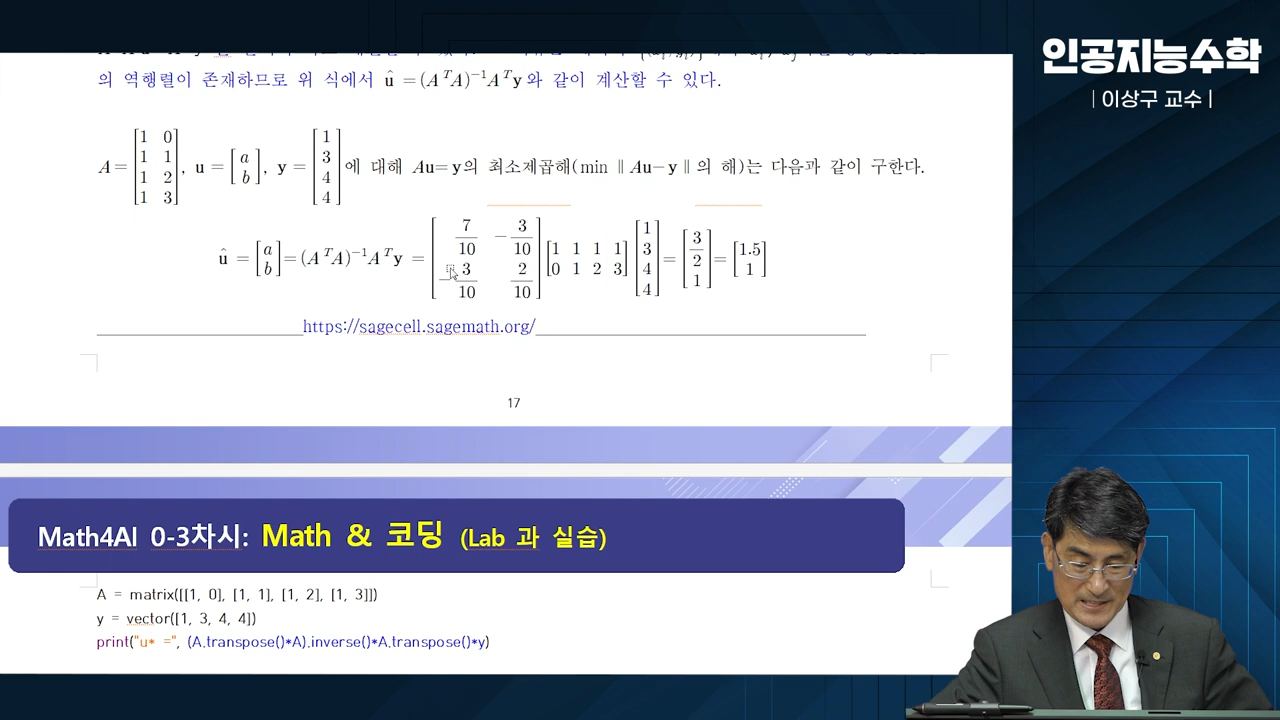 인공지능수학
| 이상구 교수 |
의 역행렬이 존재하므로 위 식에서 û = (AᵀA)⁻¹Aᵀy 와 같이 계산할 수 있다.
A = [1 0; 1 1; 1 2; 1 3], u = [a; b], y = [1; 3; 4; 4] 에 대해 Au = y의 최소제곱해(min ∥Au − y∥의 해)는 다음과 같이 구한다.
û = [a; b] = (AᵀA)⁻¹Aᵀy = [7/10 −3/10; −3/10 2/10] [1 1 1 1; 0 1 2 3] [1; 3; 4; 4] = [3/2; 1] = [1.5; 1]
https://sagecell.sagemath.org/
17
Math4AI 0-3차시: Math & 코딩 (Lab 과 실습)
A = matrix([[1, 0], [1, 1], [1, 2], [1, 3]])
y = vector([1, 3, 4, 4])
print("u* =", (A.transpose()*A).inverse()*A.transpose()*y)